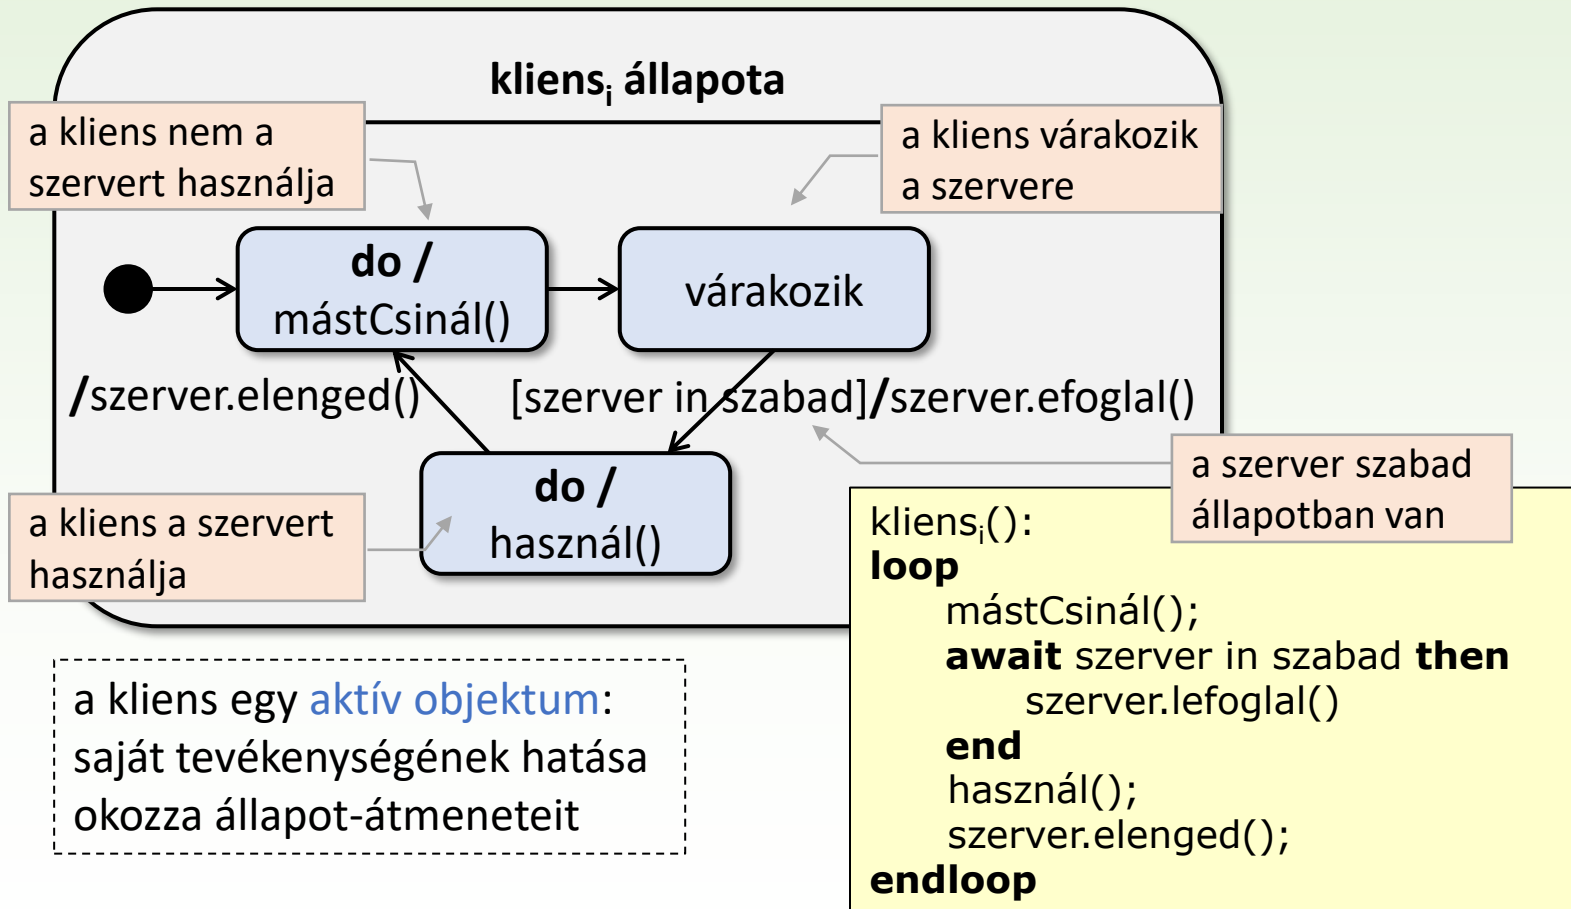 kliensᵢ állapota
a kliens nem a
szervert használja
a kliens várakozik
a szervere
do /
mástCsinál()
várakozik
/szerver.elenged()
[szerver in szabad]/szerver.efoglal()
do /
használ()
a kliens a szervert
használja
a szerver szabad
állapotban van
kliensᵢ():
loop
mástCsinál();
await szerver in szabad then
szerver.lefoglal()
end
használ();
szerver.elenged();
endloop
a kliens egy aktív objektum:
saját tevékenységének hatása
okozza állapot-átmeneteit